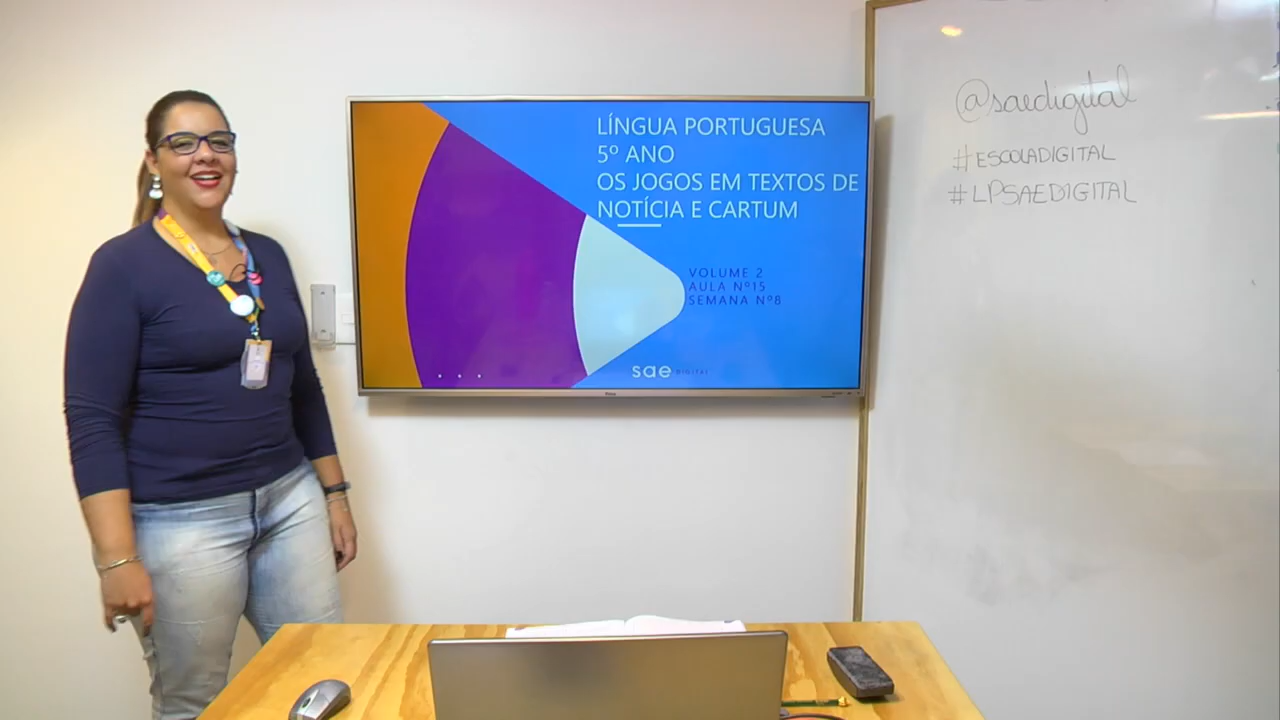 LÍNGUA PORTUGUESA
5º ANO
OS JOGOS EM TEXTOS DE
NOTÍCIA E CARTUM
VOLUME 2
AULA Nº15
SEMANA Nº8
sae DIGITAL
@saedigital
#ESCOLADIGITAL
#LPSAEDIGITAL